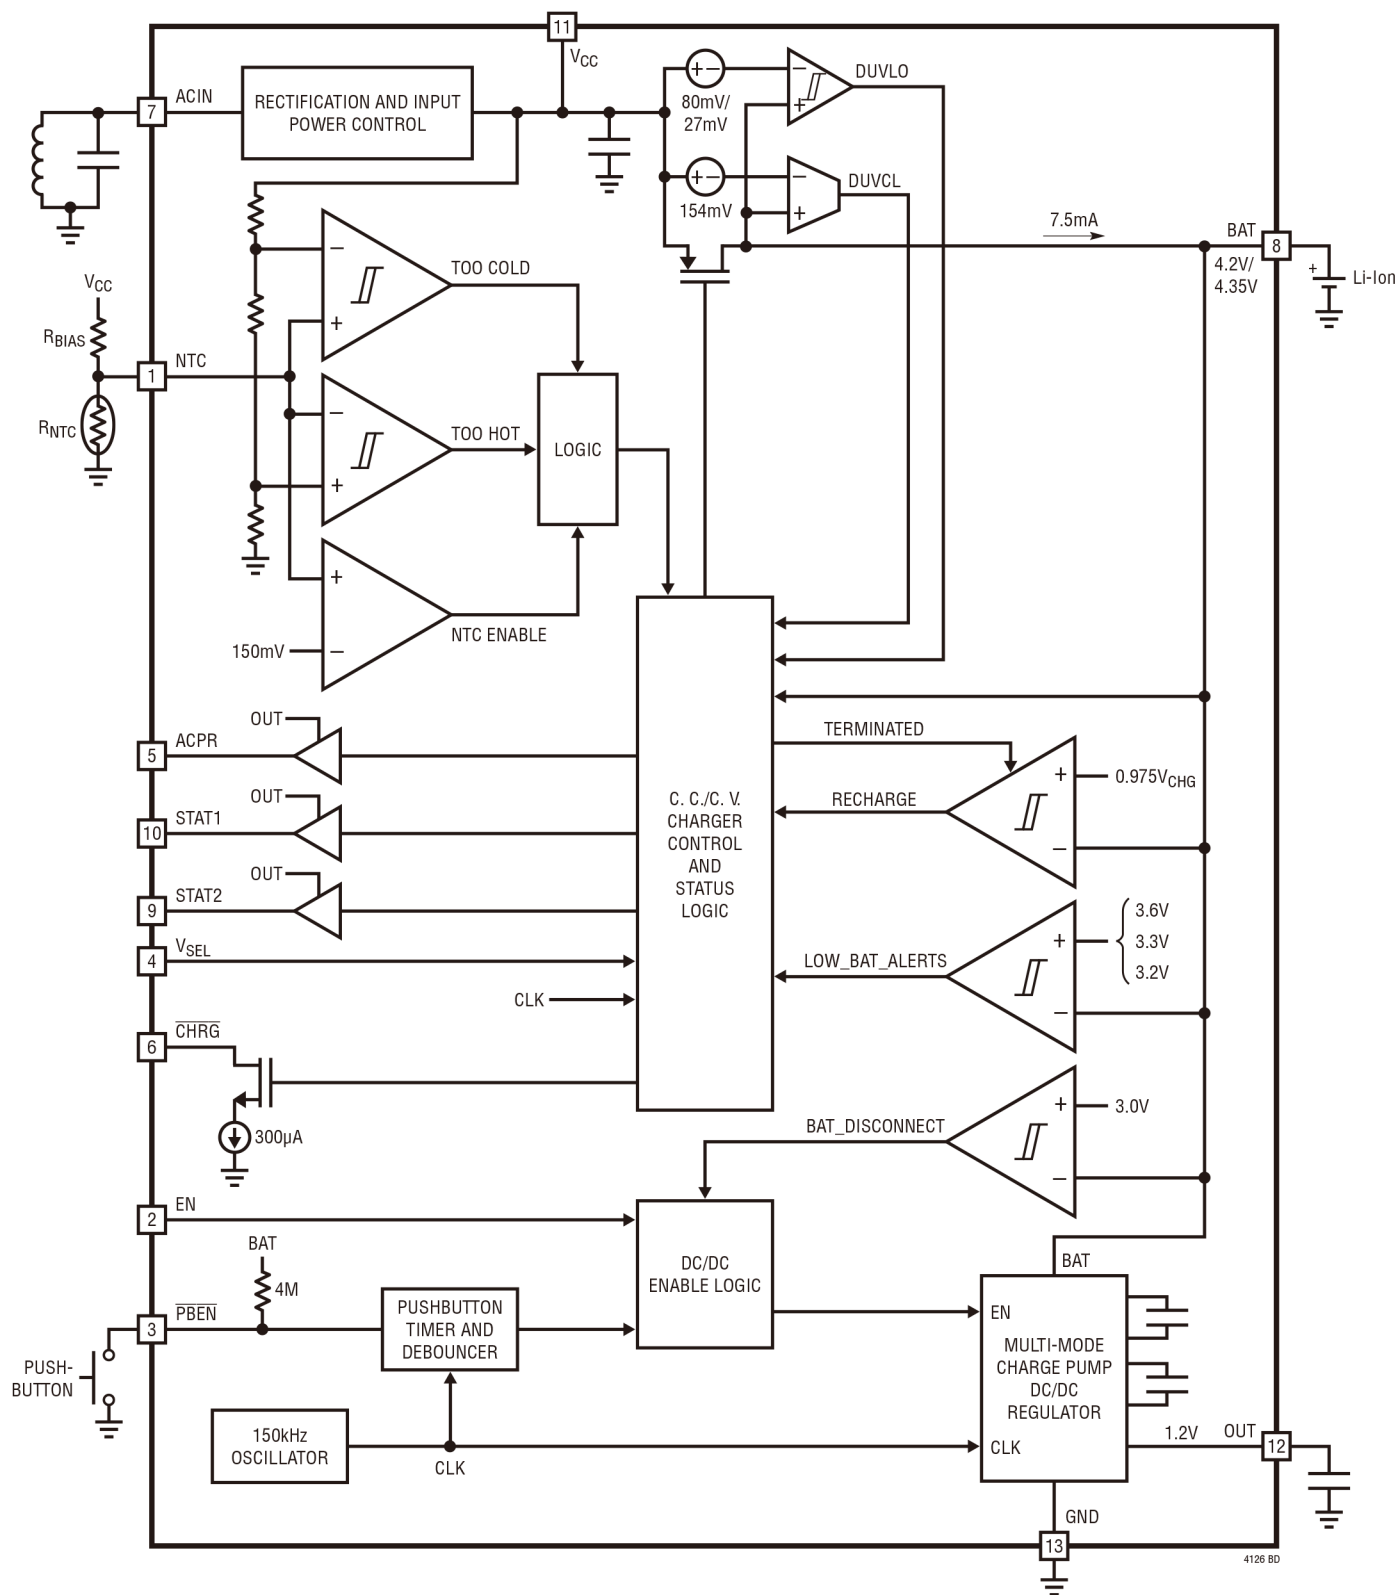 11
VCC
7
ACIN
RECTIFICATION AND INPUT
POWER CONTROL
+ –
80mV/
27mV
–
+
DUVLO
+ –
154mV
–
+
DUVCL
7.5mA
BAT
8
4.2V/
4.35V
+
Li-Ion
VCC
RBIAS
1
NTC
RNTC
–
+
TOO COLD
–
+
TOO HOT
LOGIC
+
–
150mV
NTC ENABLE
OUT
5
ACPR
OUT
10
STAT1
OUT
9
STAT2
4
VSEL
CLK
6
CHRG
300µA
C. C./C. V.
CHARGER
CONTROL
AND
STATUS
LOGIC
TERMINATED
+
0.975VCHG
RECHARGE
–
3.6V
+
3.3V
3.2V
LOW_BAT_ALERTS
–
+
3.0V
BAT_DISCONNECT
–
2
EN
BAT
4M
3
PBEN
PUSH-
BUTTON
PUSHBUTTON
TIMER AND
DEBOUNCER
DC/DC
ENABLE LOGIC
150kHz
OSCILLATOR
CLK
BAT
EN
MULTI-MODE
CHARGE PUMP
DC/DC
REGULATOR
CLK
1.2V
OUT
12
GND
13
4126 BD